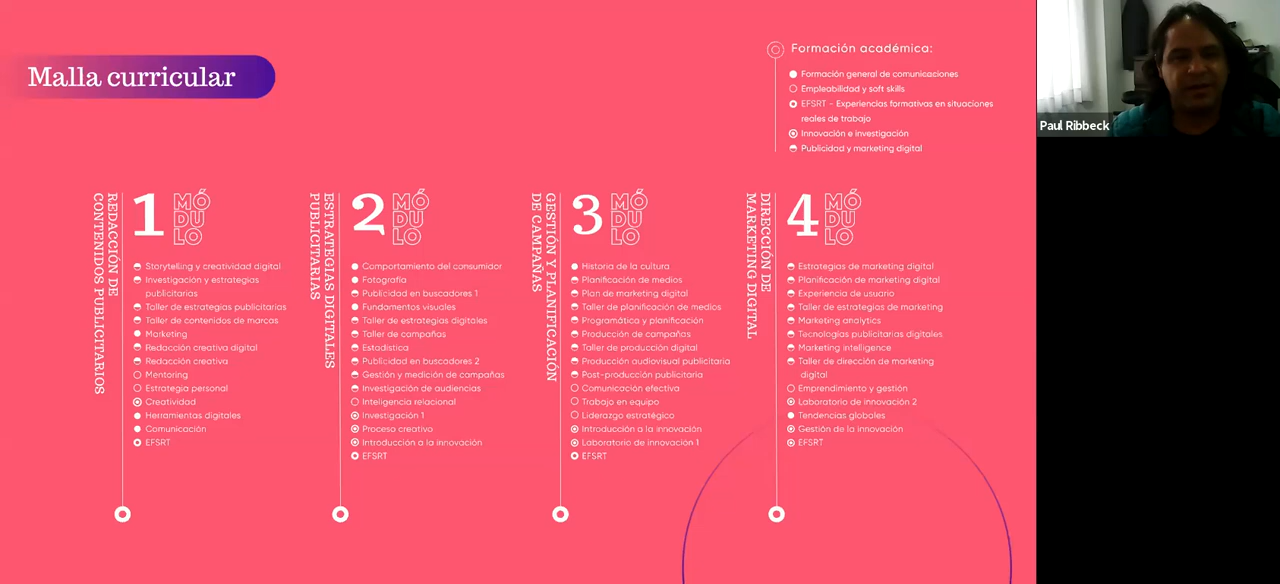 Malla curricular
Formación académica:
Formación general de comunicaciones
Empleabilidad y soft skills
EFSRT - Experiencias formativas en situaciones
reales de trabajo
Innovación e investigación
Publicidad y marketing digital
Paul Ribbeck
REDACCIÓN DE
CONTENIDOS PUBLICITARIOS
1
MÓ
DU
LO
Storytelling y creatividad digital
Investigación y estrategias
publicitarias
Taller de estrategias publicitarias
Taller de contenidos de marcas
Marketing
Redacción creativa digital
Redacción creativa
Mentoring
Estrategia personal
Creatividad
Herramientas digitales
Comunicación
EFSRT
ESTRATEGIAS DIGITALES
PUBLICITARIAS
2
MÓ
DU
LO
Comportamiento del consumidor
Fotografía
Publicidad en buscadores 1
Fundamentos visuales
Taller de estrategias digitales
Taller de campañas
Estadística
Publicidad en buscadores 2
Gestión y medición de campañas
Investigación de audiencias
Inteligencia relacional
Investigación 1
Proceso creativo
Introducción a la innovación
EFSRT
GESTIÓN Y PLANIFICACIÓN
DE CAMPAÑAS
3
MÓ
DU
LO
Historia de la cultura
Planificación de medios
Plan de marketing digital
Taller de planificación de medios
Programática y planificación
Producción de campañas
Taller de producción digital
Producción audiovisual publicitaria
Post-producción publicitaria
Comunicación efectiva
Trabajo en equipo
Liderazgo estratégico
Introducción a la innovación
Laboratorio de innovación 1
EFSRT
DIRECCIÓN DE
MARKETING DIGITAL
4
MÓ
DU
LO
Estrategias de marketing digital
Planificación de marketing digital
Experiencia de usuario
Taller de estrategias de marketing
Marketing analytics
Tecnologías publicitarias digitales
Marketing intelligence
Taller de dirección de marketing
digital
Emprendimiento y gestión
Laboratorio de innovación 2
Tendencias globales
Gestión de la innovación
EFSRT